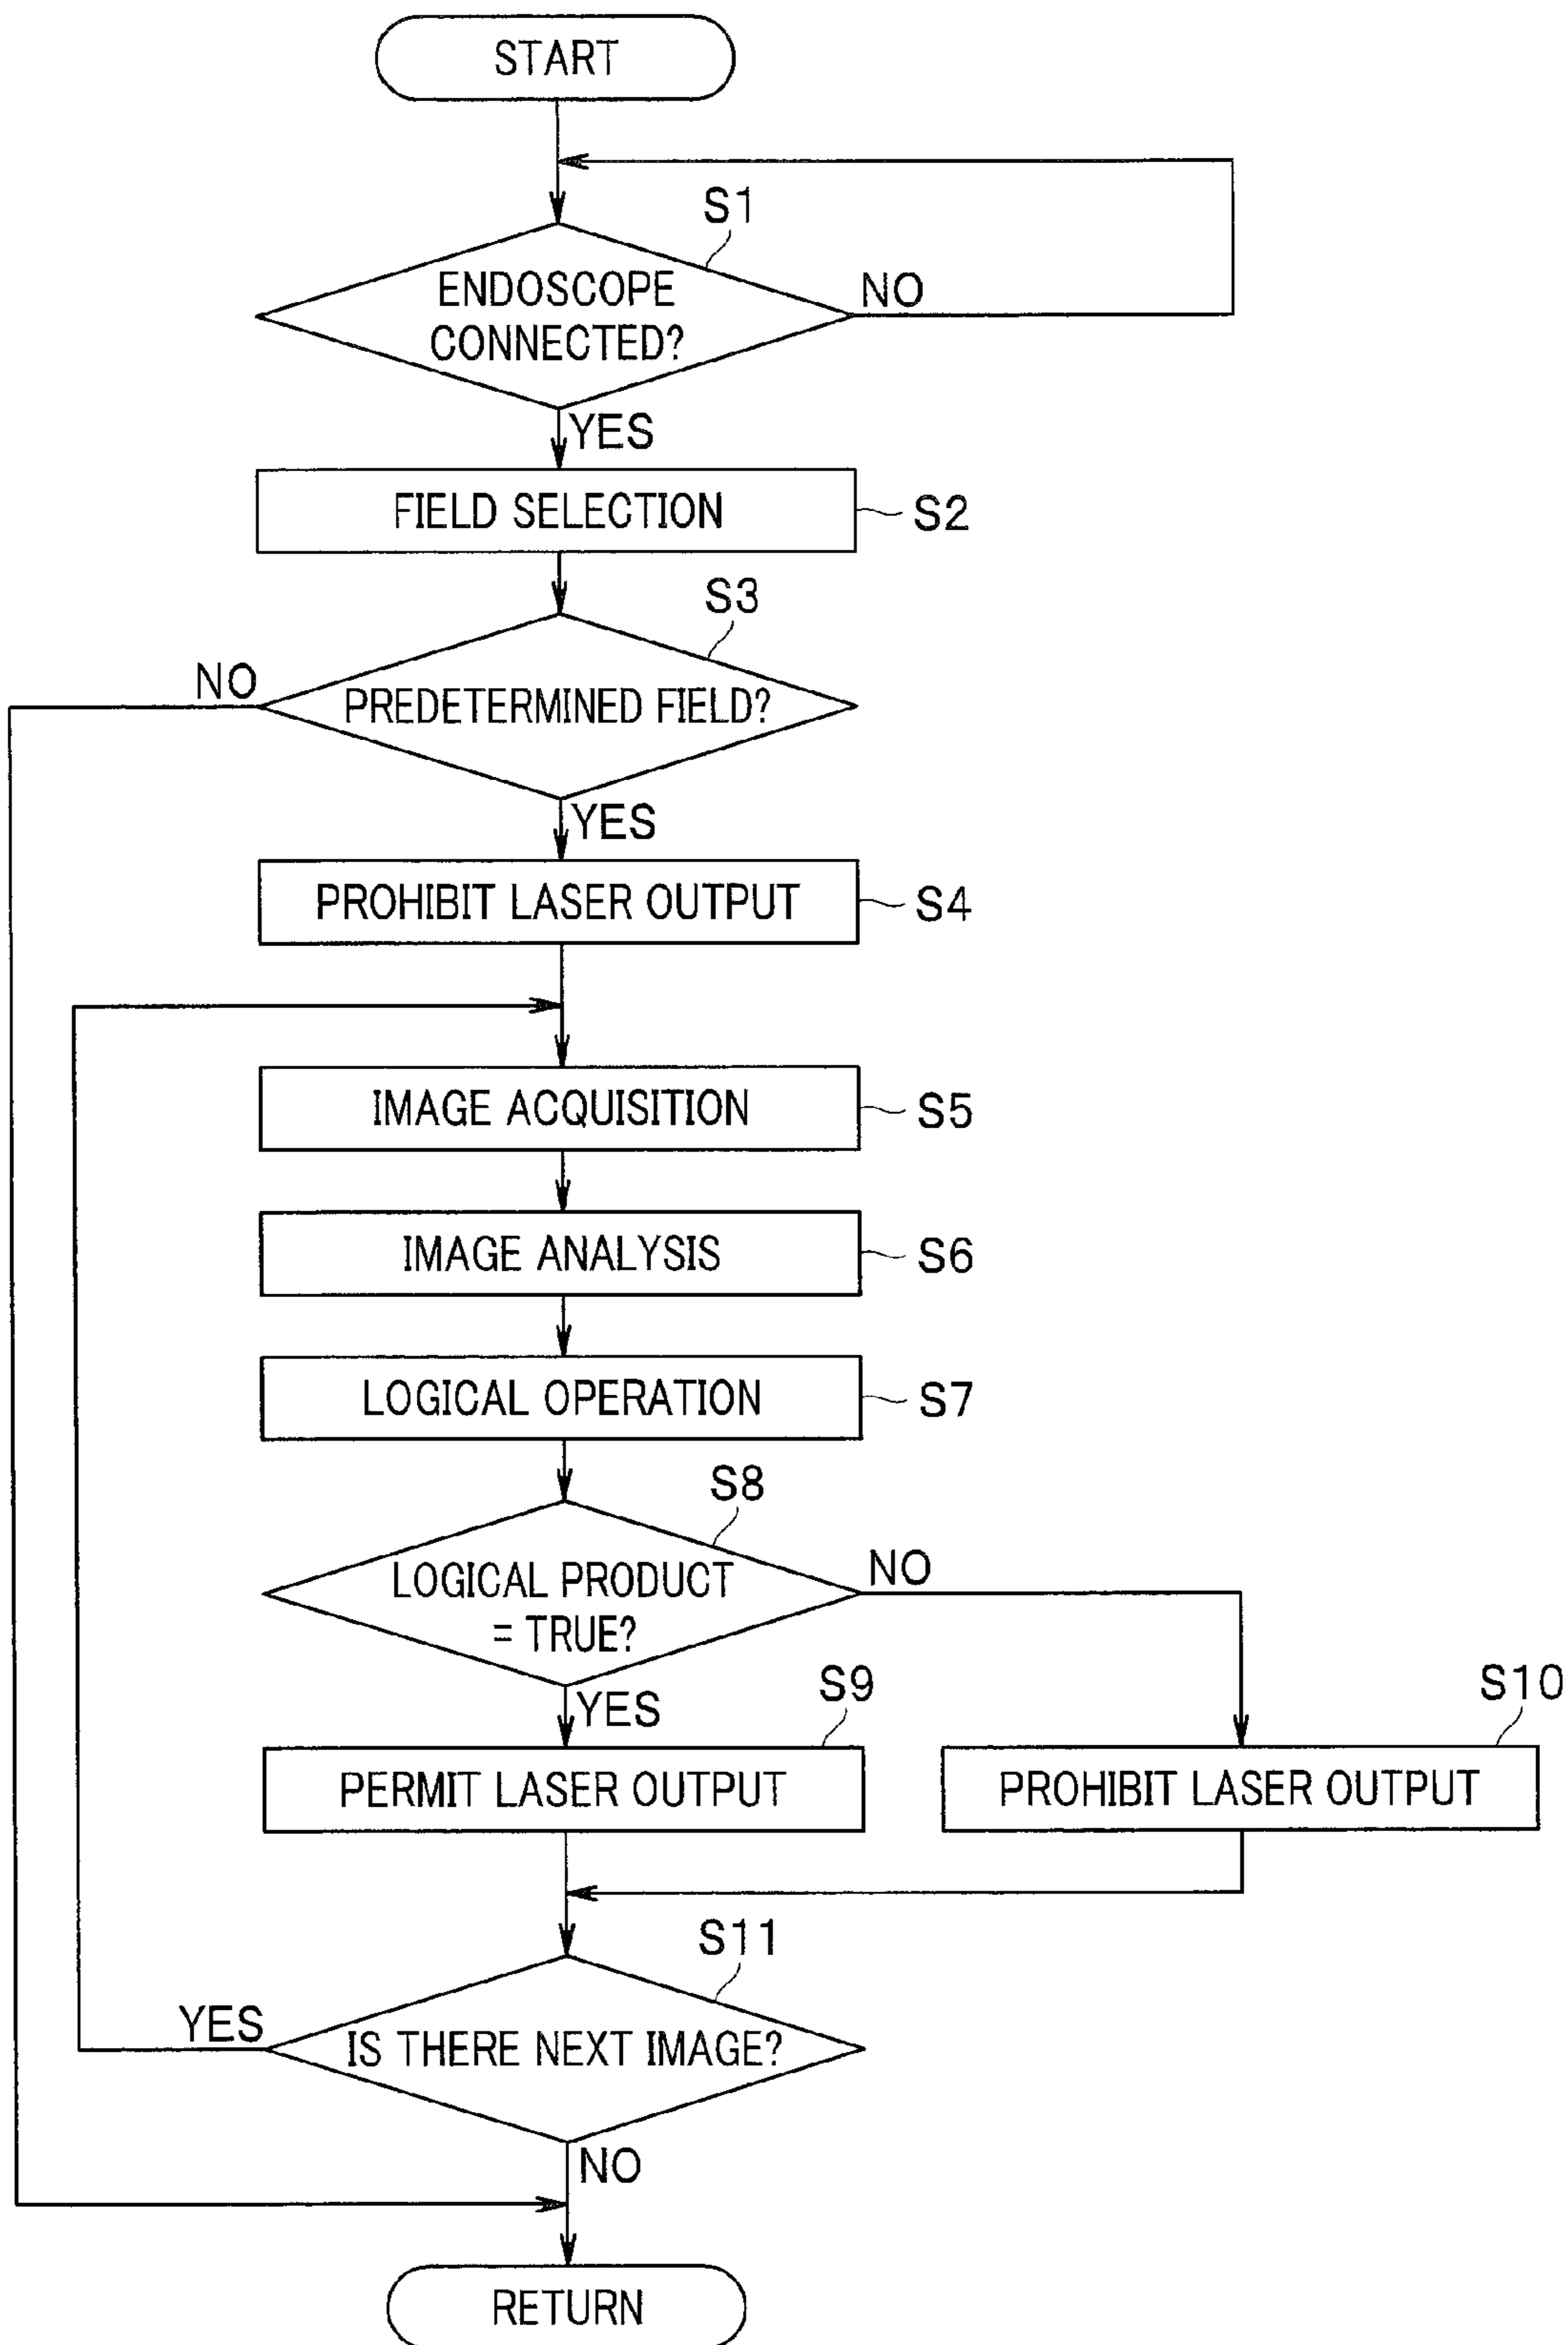 START
S1
ENDOSCOPE
CONNECTED?
NO
YES
FIELD SELECTION
S2
S3
NO
PREDETERMINED FIELD?
YES
PROHIBIT LASER OUTPUT
S4
IMAGE ACQUISITION
S5
IMAGE ANALYSIS
S6
LOGICAL OPERATION
S7
S8
LOGICAL PRODUCT
= TRUE?
NO
YES
S9
S10
PERMIT LASER OUTPUT
PROHIBIT LASER OUTPUT
S11
YES
IS THERE NEXT IMAGE?
NO
RETURN